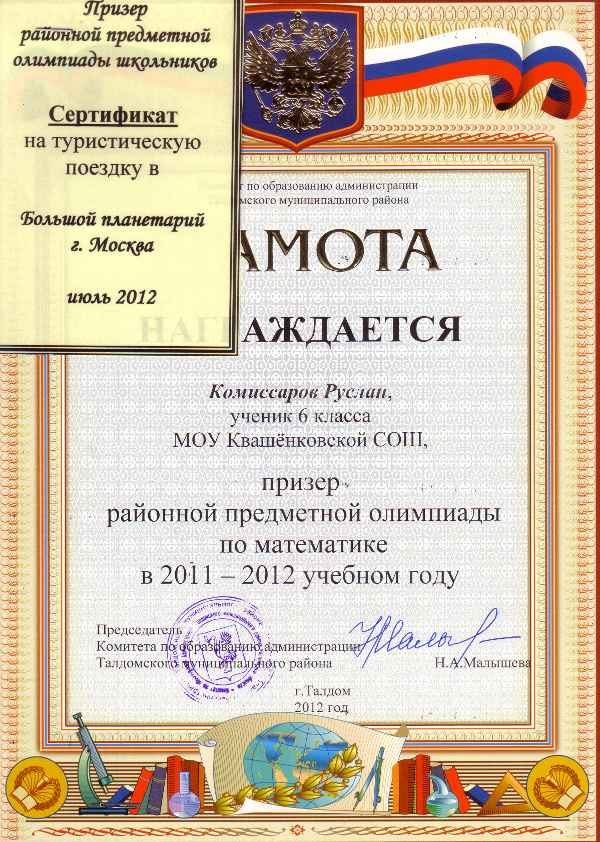 Призер
районной предметной
олимпиады школьников
Сертификат
на туристическую
поездку в
Большой планетарий
г. Москва
июль 2012
т по образованию администрации
мского муниципального района
АМОТА
НАГРАЖДАЕТСЯ
Комиссаров Руслан,
ученик 6 класса
МОУ Квашёнковской СОШ,
призер
районной предметной олимпиады
по математике
в 2011 – 2012 учебном году
Председатель
Комитета по образованию администрации
Талдомского муниципального района Н.А.Малышева
г.Талдом
2012 год